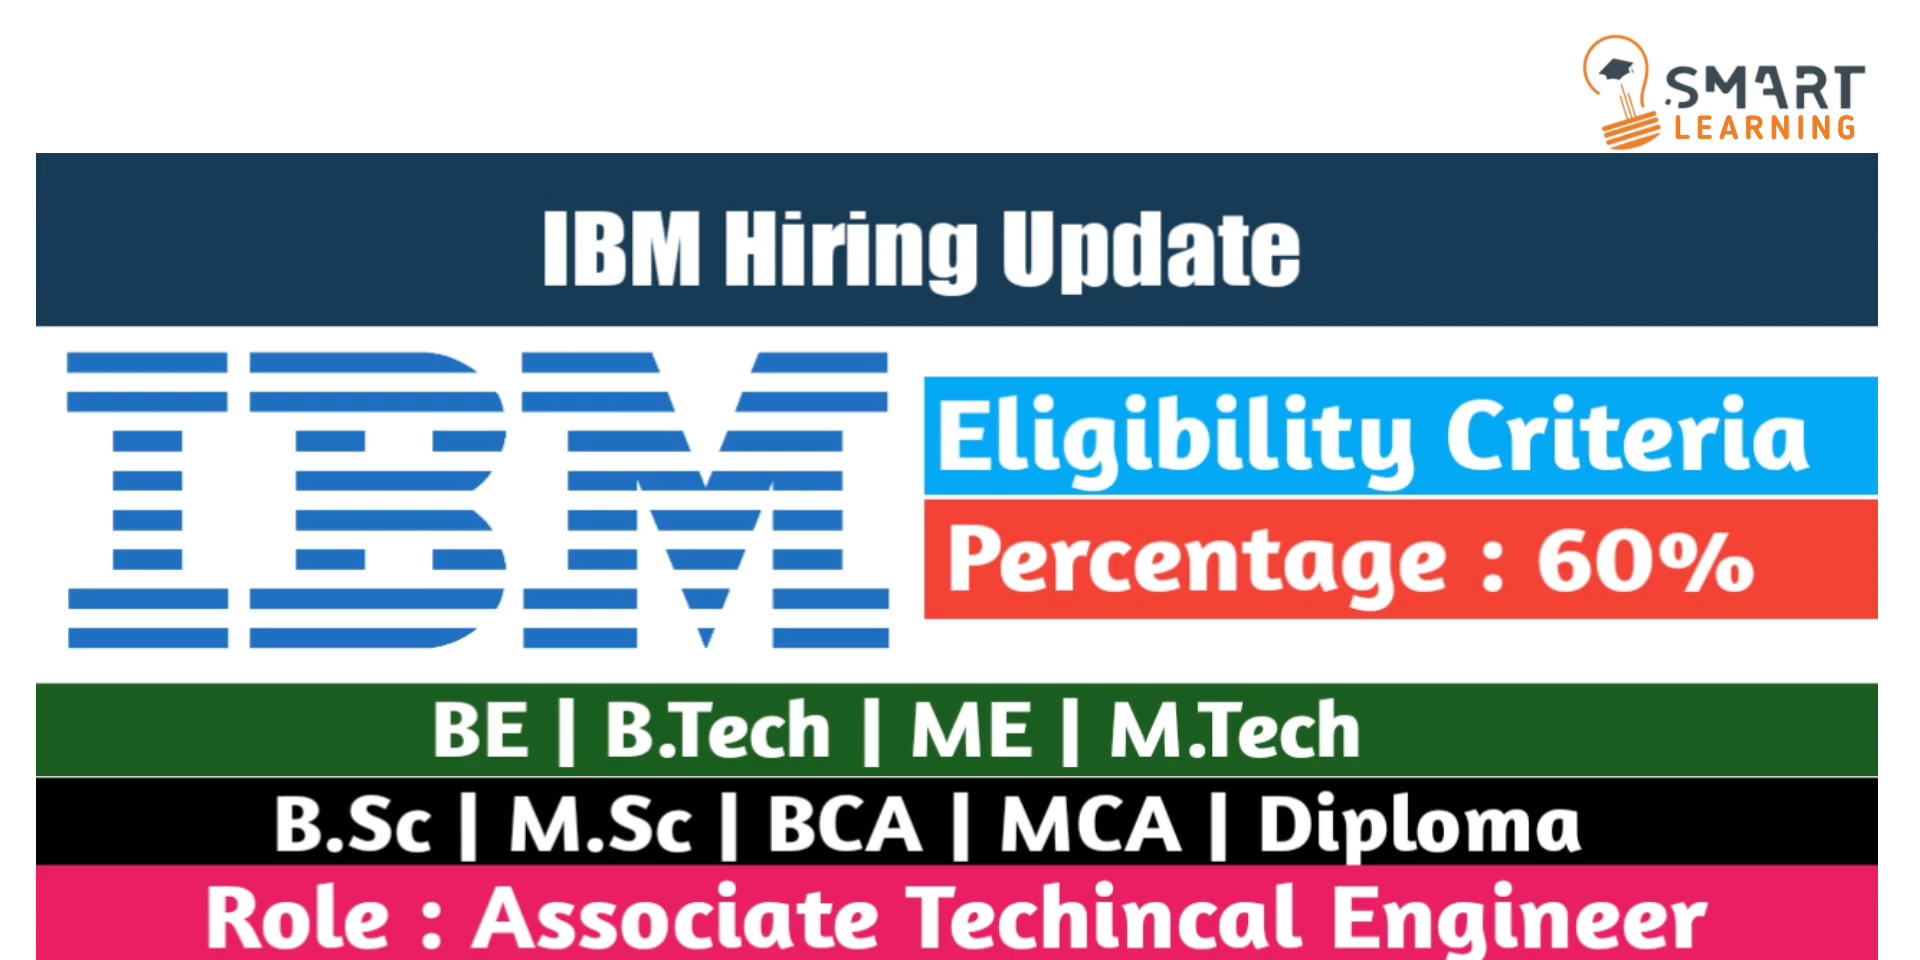 SMART
LEARNING
IBM Hiring Update
IBM
Eligibility Criteria
Percentage : 60%
BE | B.Tech | ME | M.Tech
B.Sc | M.Sc | BCA | MCA | Diploma
Role : Associate Techincal Engineer